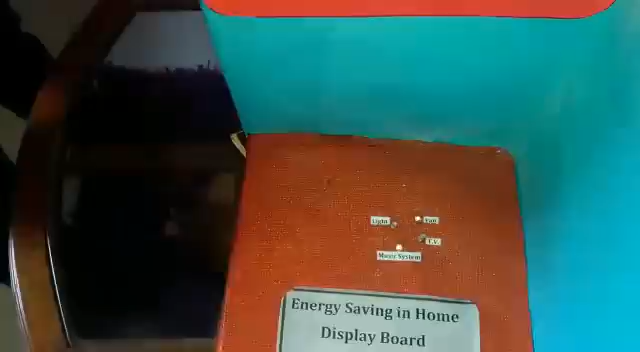 Light Fan
T.V.
Music System
Energy Saving in Home
Display Board